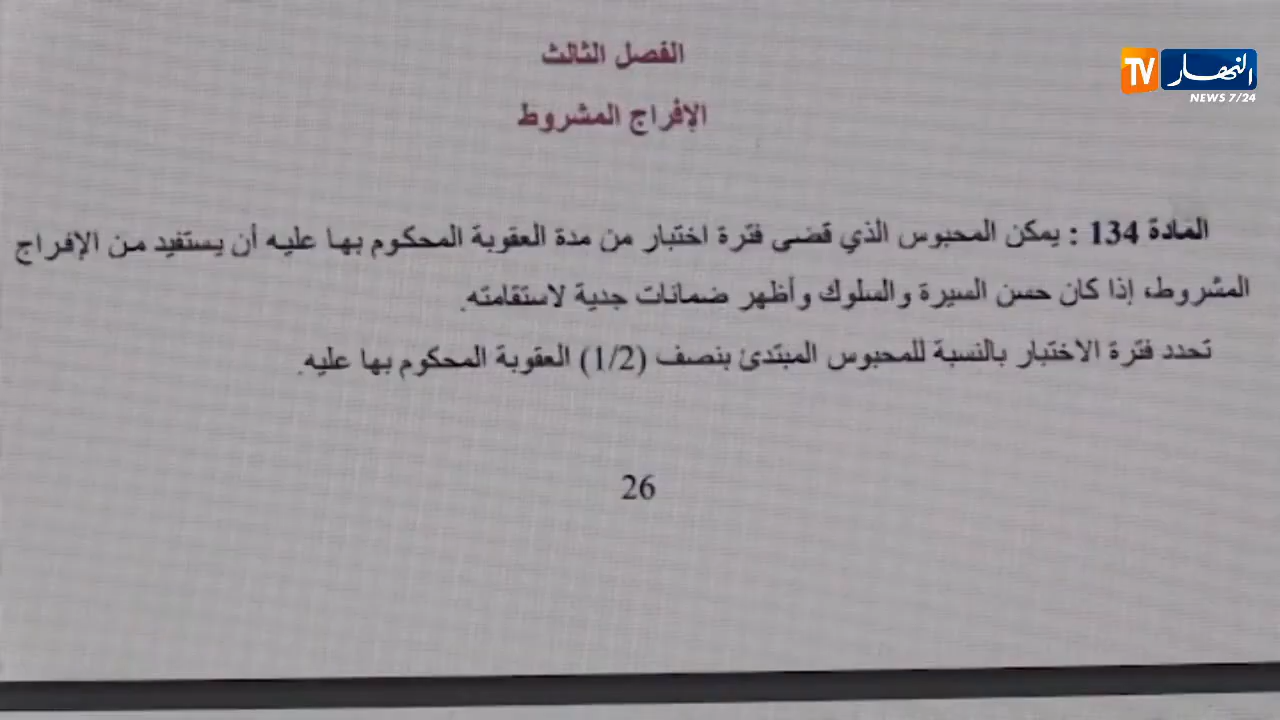 النهار TV
NEWS 7/24
الفصل الثالث
الإفراج المشروط
المادة 134 : يمكن المحبوس الذي قضى فترة اختبار من مدة العقوبة المحكوم بها عليه أن يستفيد من الإفراج
المشروط، إذا كان حسن السيرة والسلوك وأظهر ضمانات جدية لاستقامته.
تحدد فترة الاختبار بالنسبة للمحبوس المبتدئ بنصف (1/2) العقوبة المحكوم بها عليه.
26